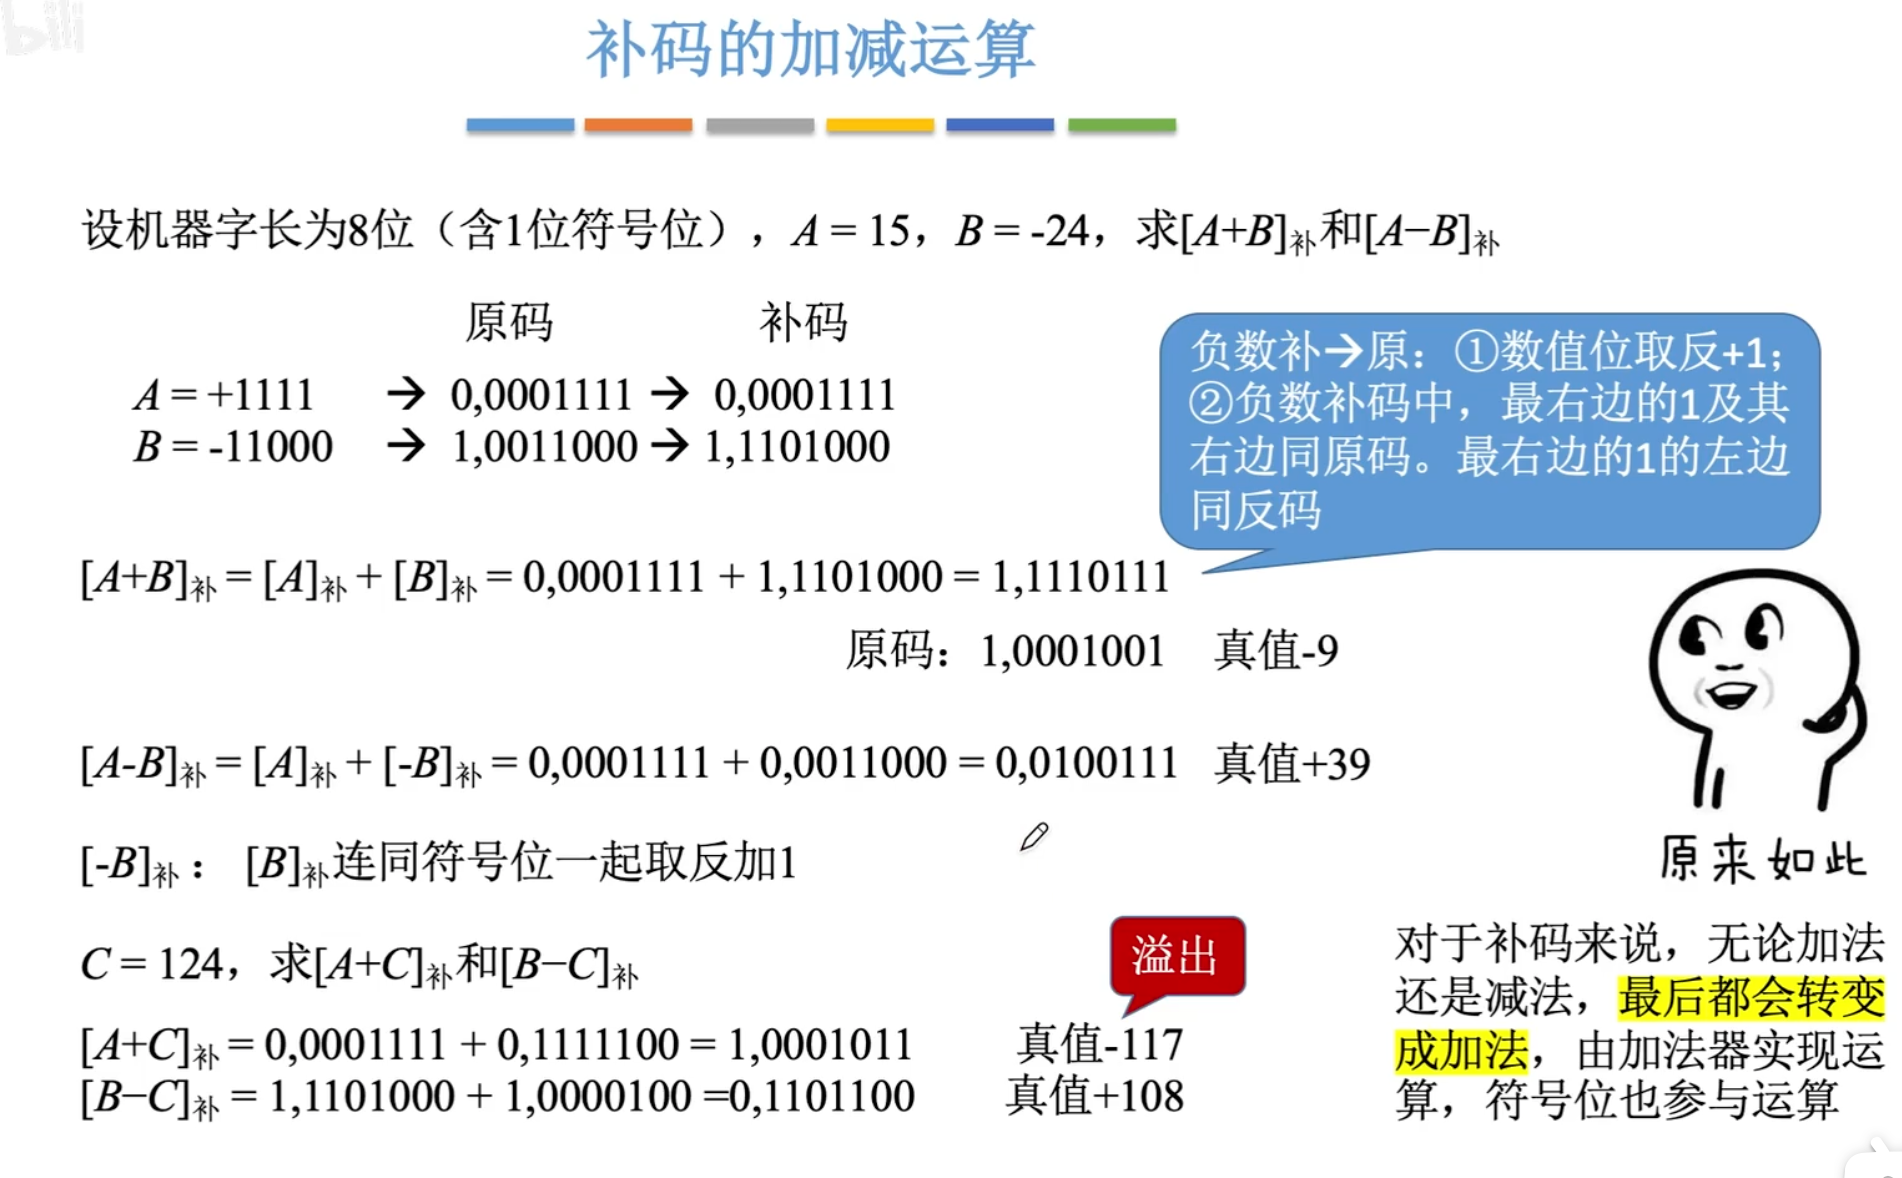 bili
补码的加减运算
设机器字长为8位（含1位符号位），A = 15，B = -24，求[A+B]补和[A−B]补
原码 补码
A = +1111 → 0,0001111 → 0,0001111
B = -11000 → 1,0011000 → 1,1101000
负数补→原：①数值位取反+1；
②负数补码中，最右边的1及其
右边同原码。最右边的1的左边
同反码
[A+B]补 = [A]补 + [B]补 = 0,0001111 + 1,1101000 = 1,1110111
原码：1,0001001 真值-9
[A-B]补 = [A]补 + [-B]补 = 0,0001111 + 0,0011000 = 0,0100111 真值+39
[-B]补： [B]补连同符号位一起取反加1
原来如此
C = 124，求[A+C]补和[B−C]补
溢出
[A+C]补 = 0,0001111 + 0,1111100 = 1,0001011 真值-117
[B−C]补 = 1,1101000 + 1,0000100 =0,1101100 真值+108
对于补码来说，无论加法
还是减法，最后都会转变
成加法，由加法器实现运
算，符号位也参与运算